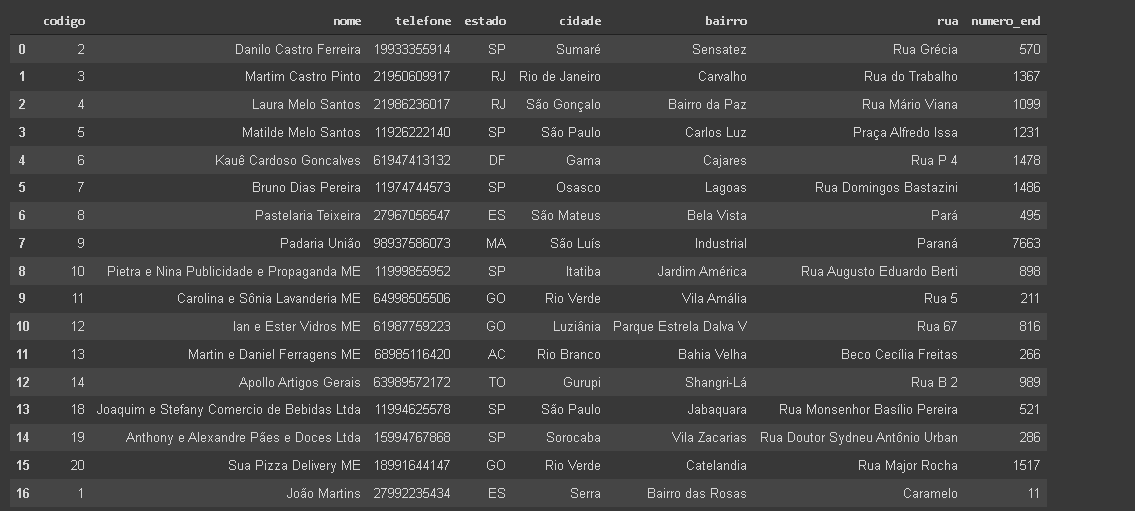 codigo nome telefone estado cidade bairro rua numero_end
0 2 Danilo Castro Ferreira 19933355914 SP Sumaré Sensatez Rua Grécia 570
1 3 Martim Castro Pinto 21950609917 RJ Rio de Janeiro Carvalho Rua do Trabalho 1367
2 4 Laura Melo Santos 21986236017 RJ São Gonçalo Bairro da Paz Rua Mário Viana 1099
3 5 Matilde Melo Santos 11926222140 SP São Paulo Carlos Luz Praça Alfredo Issa 1231
4 6 Kauê Cardoso Goncalves 61947413132 DF Gama Cajares Rua P 4 1478
5 7 Bruno Dias Pereira 11974744573 SP Osasco Lagoas Rua Domingos Bastazini 1486
6 8 Pastelaria Teixeira 27967056547 ES São Mateus Bela Vista Pará 495
7 9 Padaria União 98937586073 MA São Luís Industrial Paraná 7663
8 10 Pietra e Nina Publicidade e Propaganda ME 11999855952 SP Itatiba Jardim América Rua Augusto Eduardo Berti 898
9 11 Carolina e Sônia Lavanderia ME 64998505506 GO Rio Verde Vila Amália Rua 5 211
10 12 Ian e Ester Vidros ME 61987759223 GO Luziânia Parque Estrela Dalva V Rua 67 816
11 13 Martin e Daniel Ferragens ME 68985116420 AC Rio Branco Bahia Velha Beco Cecília Freitas 266
12 14 Apollo Artigos Gerais 63989572172 TO Gurupi Shangri-Lá Rua B 2 989
13 18 Joaquim e Stefany Comercio de Bebidas Ltda 11994625578 SP São Paulo Jabaquara Rua Monsenhor Basílio Pereira 521
14 19 Anthony e Alexandre Pães e Doces Ltda 15994767868 SP Sorocaba Vila Zacarias Rua Doutor Sydneu Antônio Urban 286
15 20 Sua Pizza Delivery ME 18991644147 GO Rio Verde Catelandia Rua Major Rocha 1517
16 1 João Martins 27992235434 ES Serra Bairro das Rosas Caramelo 11